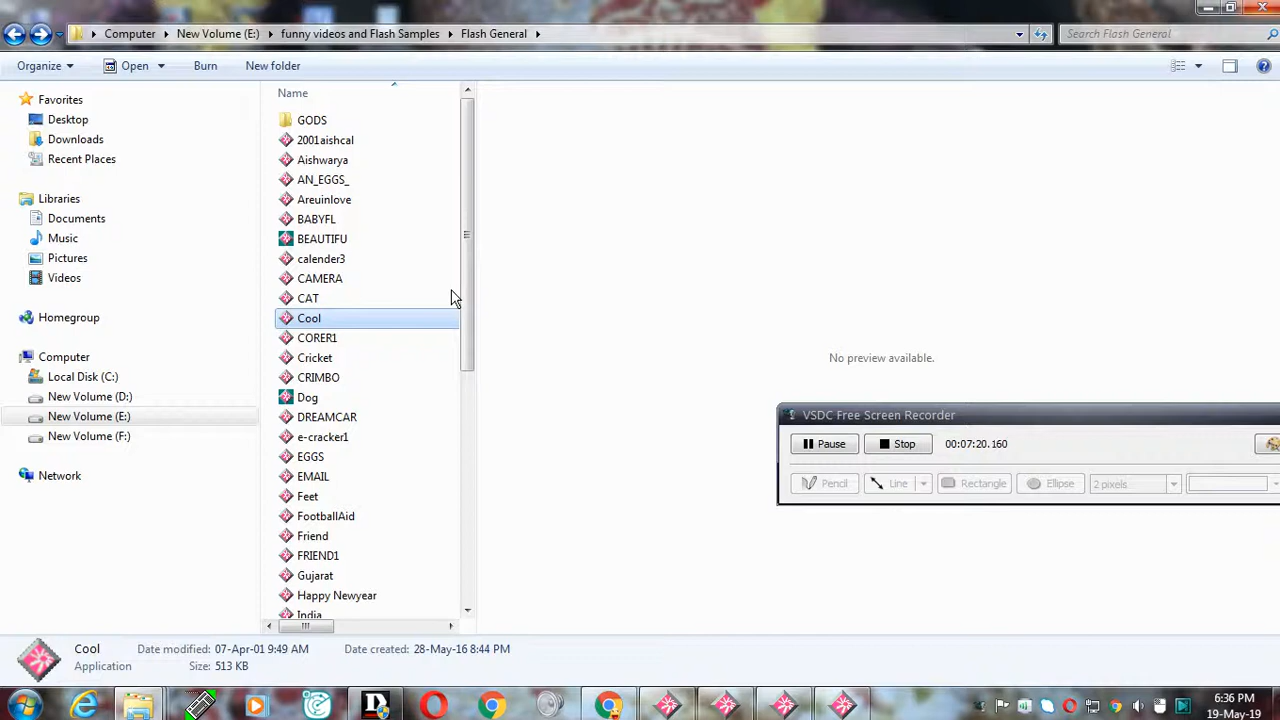 Computer New Volume (E:) funny videos and Flash Samples Flash General Search Flash General
Organize Open Burn New folder
Favorites
Desktop
Downloads
Recent Places
Libraries
Documents
Music
Pictures
Videos
Homegroup
Computer
Local Disk (C:)
New Volume (D:)
New Volume (E:)
New Volume (F:)
Network
Name
GODS
2001aishcal
Aishwarya
AN_EGGS_
Areuinlove
BABYFL
BEAUTIFU
calender3
CAMERA
CAT
Cool
CORER1
Cricket
CRIMBO
Dog
DREAMCAR
e-cracker1
EGGS
EMAIL
Feet
FootballAid
Friend
FRIEND1
Gujarat
Happy Newyear
India
No preview available.
VSDC Free Screen Recorder
Pause Stop 00:07:20.160
Pencil Line Rectangle Ellipse 2 pixels
Cool Date modified: 07-Apr-01 9:49 AM Date created: 28-May-16 8:44 PM
Application Size: 513 KB
6:36 PM
19-May-19